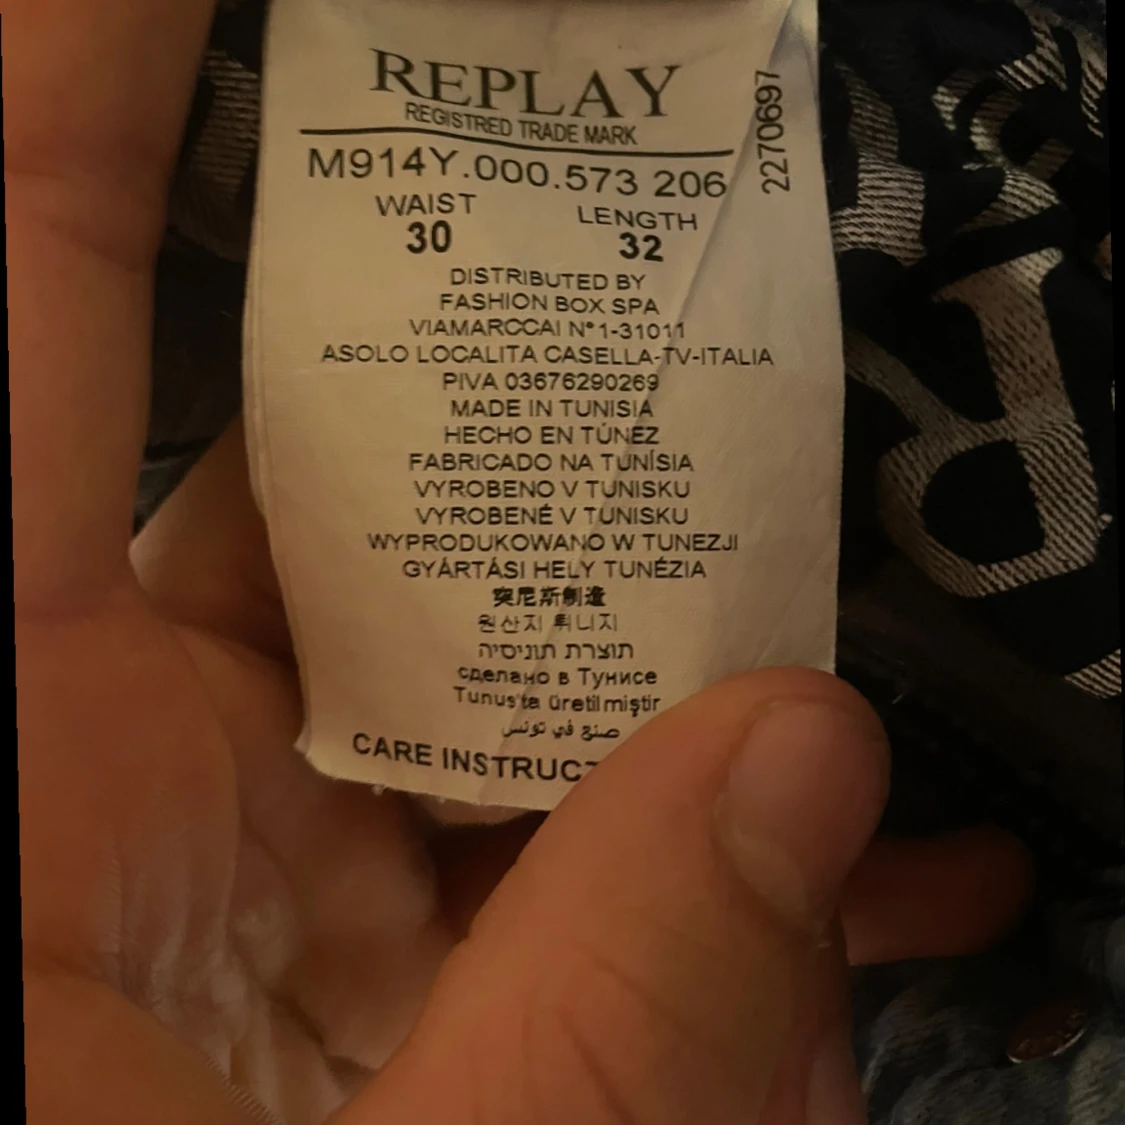 REPLAY
REGISTRED TRADE MARK
2270697
M914Y.000.573 206
WAIST LENGTH
30 32
DISTRIBUTED BY
FASHION BOX SPA
VIAMARCCAI N°1-31011
ASOLO LOCALITA CASELLA-TV-ITALIA
PIVA 03676290269
MADE IN TUNISIA
HECHO EN TÚNEZ
FABRICADO NA TUNÍSIA
VYROBENO V TUNISKU
VYROBENÉ V TUNISKU
WYPRODUKOWANO W TUNEZJI
GYÁRTÁSI HELY TUNÉZIA
突尼斯制造
원산지 튀니지
תוצרת תוניסיה
сделано в Тунисе
Tunus'ta üretilmiştir
صنع في تونس
CARE